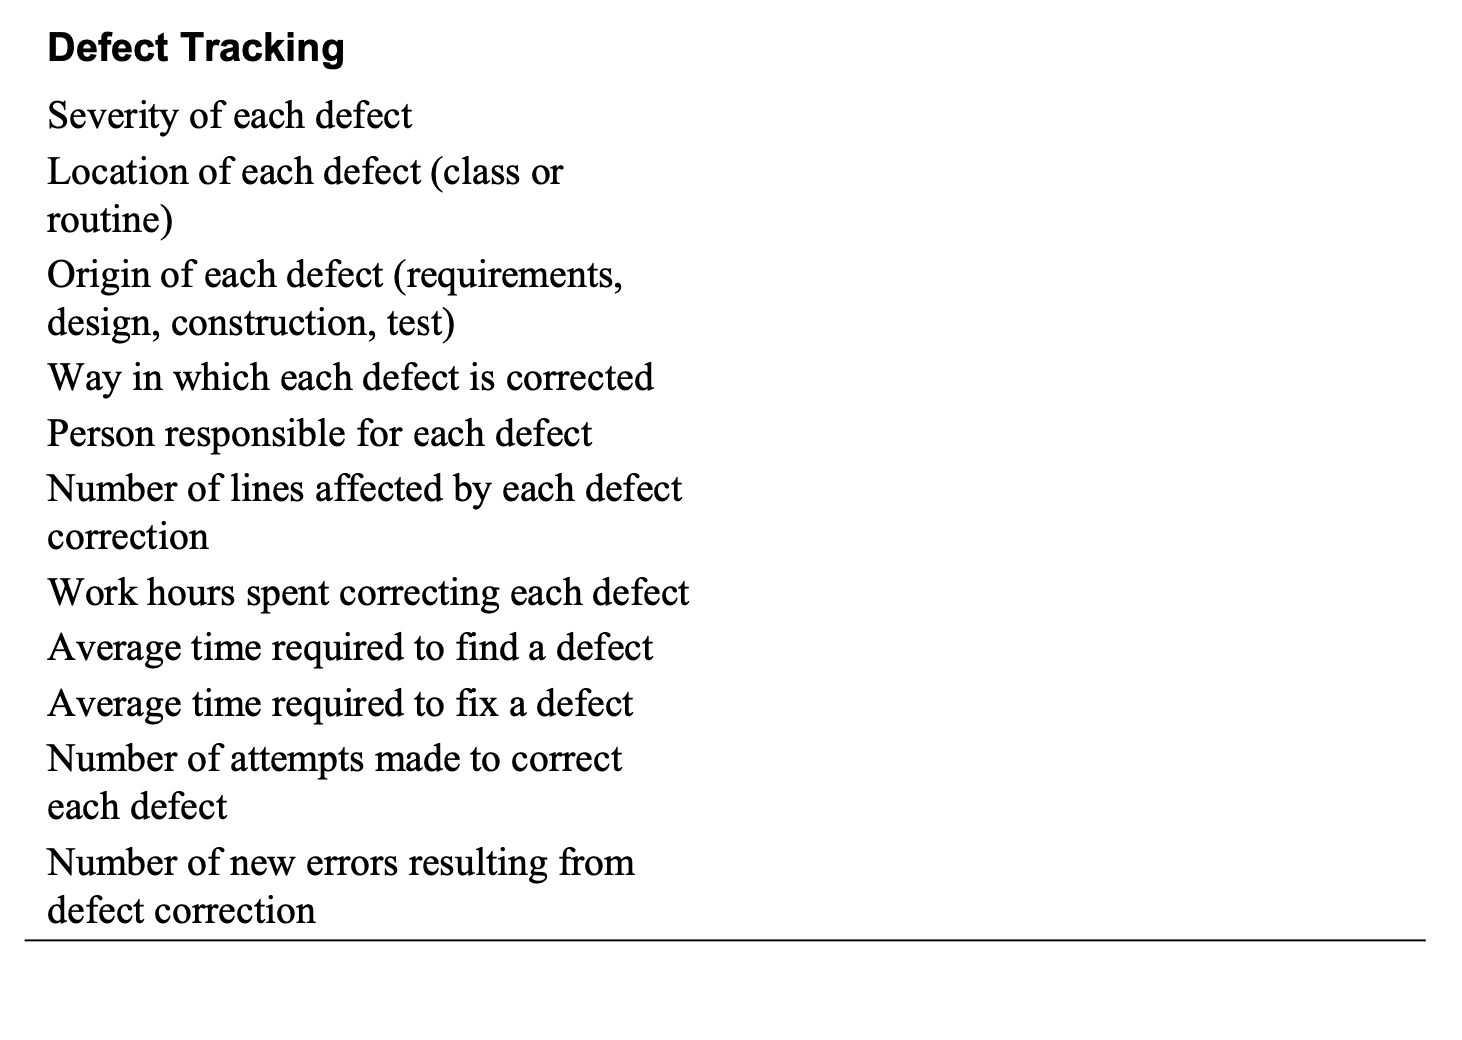 Defect Tracking
Severity of each defect
Location of each defect (class or
routine)
Origin of each defect (requirements,
design, construction, test)
Way in which each defect is corrected
Person responsible for each defect
Number of lines affected by each defect
correction
Work hours spent correcting each defect
Average time required to find a defect
Average time required to fix a defect
Number of attempts made to correct
each defect
Number of new errors resulting from
defect correction